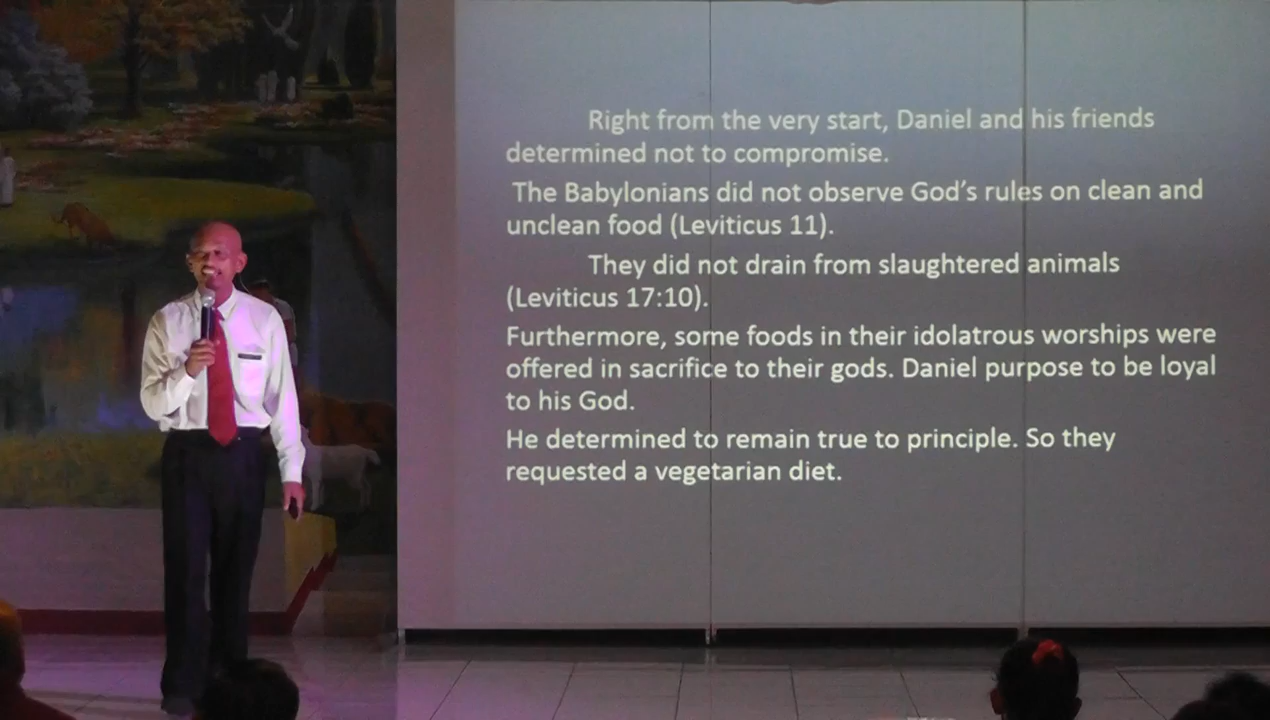 Right from the very start, Daniel and his friends
determined not to compromise.
The Babylonians did not observe God's rules on clean and
unclean food (Leviticus 11).
They did not drain from slaughtered animals
(Leviticus 17:10).
Furthermore, some foods in their idolatrous worships were
offered in sacrifice to their gods. Daniel purpose to be loyal
to his God.
He determined to remain true to principle. So they
requested a vegetarian diet.